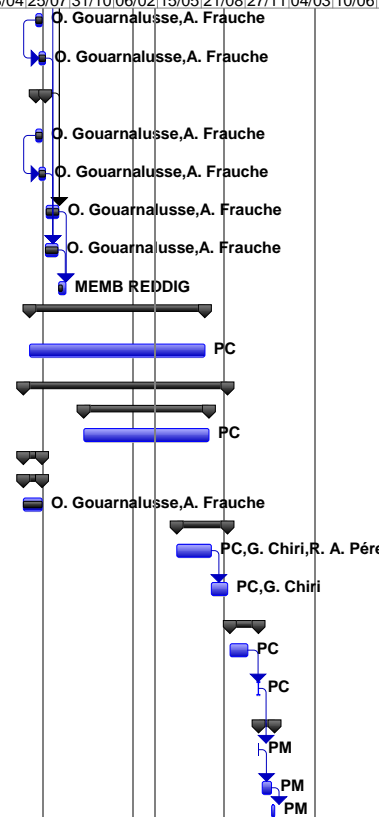 25/07 31/10 06/02 15/05 21/08 27/11 04/03 10/06
O. Gouarnalusse,A. Frauche
O. Gouarnalusse,A. Frauche
O. Gouarnalusse,A. Frauche
O. Gouarnalusse,A. Frauche
O. Gouarnalusse,A. Frauche
O. Gouarnalusse,A. Frauche
MEMB REDDIG
PC
PC
O. Gouarnalusse,A. Frauche
PC,G. Chiri,R. A. Pére
PC,G. Chiri
PC
PC
PM
PM
PM